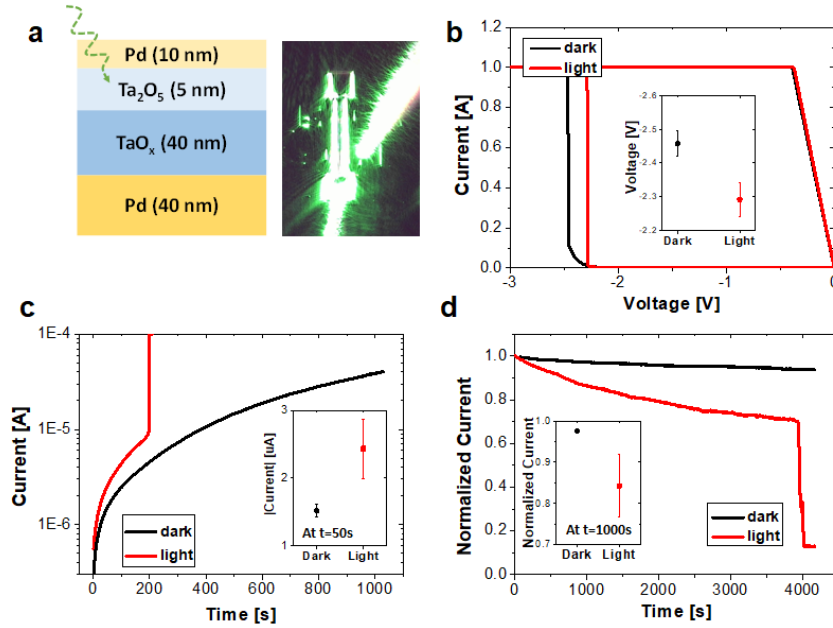 a
Pd (10 nm)
Ta2O5 (5 nm)
TaOx (40 nm)
Pd (40 nm)
b
dark
light
Current [A]
1.0
0.8
0.6
0.4
0.2
0.0
-3
-2
-1
0
Voltage [V]
Voltage [V]
-2.6
-2.5
-2.4
-2.3
-2.2
Dark
Light
c
Current [A]
1E-4
1E-5
1E-6
0
200
400
600
800
1000
Time [s]
dark
light
|Current| [uA]
3
2
1
At t=50s
Dark
Light
d
Normalized Current
1.0
0.8
0.6
0.4
0.2
0.0
0
1000
2000
3000
4000
Time [s]
dark
light
Normalized Current
1.0
0.9
0.8
0.7
At t=1000s
Dark
Light